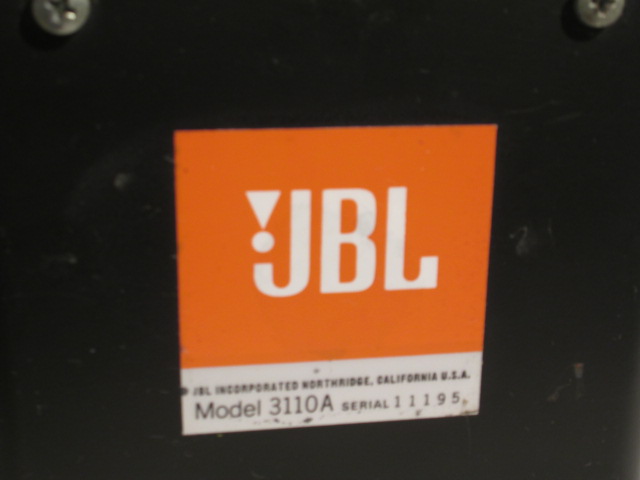 JBL
JBL INCORPORATED NORTHRIDGE, CALIFORNIA U.S.A.
Model 3110A SERIAL 11195